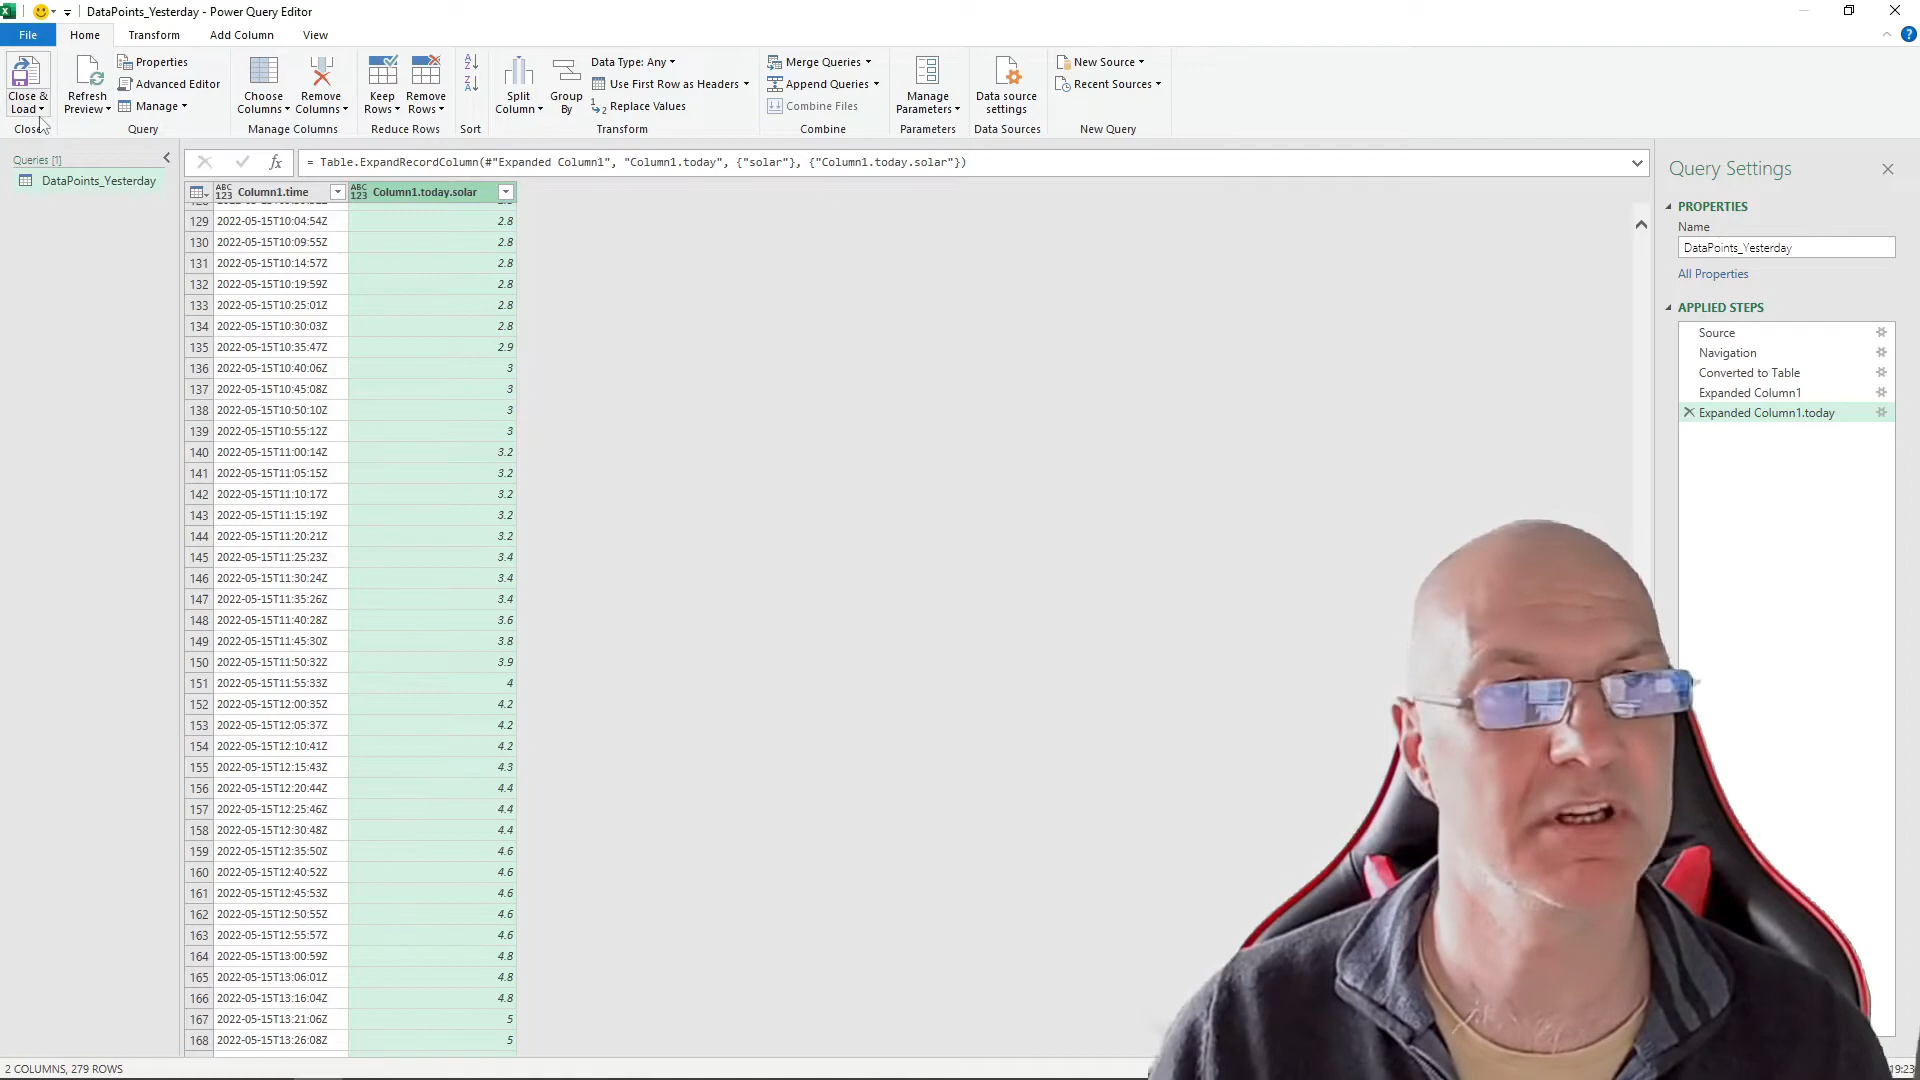 DataPoints_Yesterday - Power Query Editor
File Home Transform Add Column View
Close & Load
Refresh Preview
Properties
Advanced Editor
Manage
Choose Columns
Remove Columns
Keep Rows
Remove Rows
Split Column
Group By
Data Type: Any
Use First Row as Headers
Replace Values
Merge Queries
Append Queries
Combine Files
Manage Parameters
Data source settings
New Source
Recent Sources
Close Query Manage Columns Reduce Rows Sort Transform Combine Parameters Data Sources New Query
Queries [1]
DataPoints_Yesterday
fx = Table.ExpandRecordColumn(#"Expanded Column1", "Column1.today", {"solar"}, {"Column1.today.solar"})
ABC 123 Column1.time ABC 123 Column1.today.solar
129 2022-05-15T10:04:54Z 2.8
130 2022-05-15T10:09:55Z 2.8
131 2022-05-15T10:14:57Z 2.8
132 2022-05-15T10:19:59Z 2.8
133 2022-05-15T10:25:01Z 2.8
134 2022-05-15T10:30:03Z 2.8
135 2022-05-15T10:35:47Z 2.9
136 2022-05-15T10:40:06Z 3
137 2022-05-15T10:45:08Z 3
138 2022-05-15T10:50:10Z 3
139 2022-05-15T10:55:12Z 3
140 2022-05-15T11:00:14Z 3.2
141 2022-05-15T11:05:15Z 3.2
142 2022-05-15T11:10:17Z 3.2
143 2022-05-15T11:15:19Z 3.2
144 2022-05-15T11:20:21Z 3.2
145 2022-05-15T11:25:23Z 3.4
146 2022-05-15T11:30:24Z 3.4
147 2022-05-15T11:35:26Z 3.4
148 2022-05-15T11:40:28Z 3.6
149 2022-05-15T11:45:30Z 3.8
150 2022-05-15T11:50:32Z 3.9
151 2022-05-15T11:55:33Z 4
152 2022-05-15T12:00:35Z 4.2
153 2022-05-15T12:05:37Z 4.2
154 2022-05-15T12:10:41Z 4.2
155 2022-05-15T12:15:43Z 4.3
156 2022-05-15T12:20:44Z 4.4
157 2022-05-15T12:25:46Z 4.4
158 2022-05-15T12:30:48Z 4.4
159 2022-05-15T12:35:50Z 4.6
160 2022-05-15T12:40:52Z 4.6
161 2022-05-15T12:45:53Z 4.6
162 2022-05-15T12:50:55Z 4.6
163 2022-05-15T12:55:57Z 4.6
164 2022-05-15T13:00:59Z 4.8
165 2022-05-15T13:06:01Z 4.8
166 2022-05-15T13:16:04Z 4.8
167 2022-05-15T13:21:06Z 5
168 2022-05-15T13:26:08Z 5
Query Settings
PROPERTIES
Name
DataPoints_Yesterday
All Properties
APPLIED STEPS
Source
Navigation
Converted to Table
Expanded Column1
Expanded Column1.today
2 COLUMNS, 279 ROWS
19:23